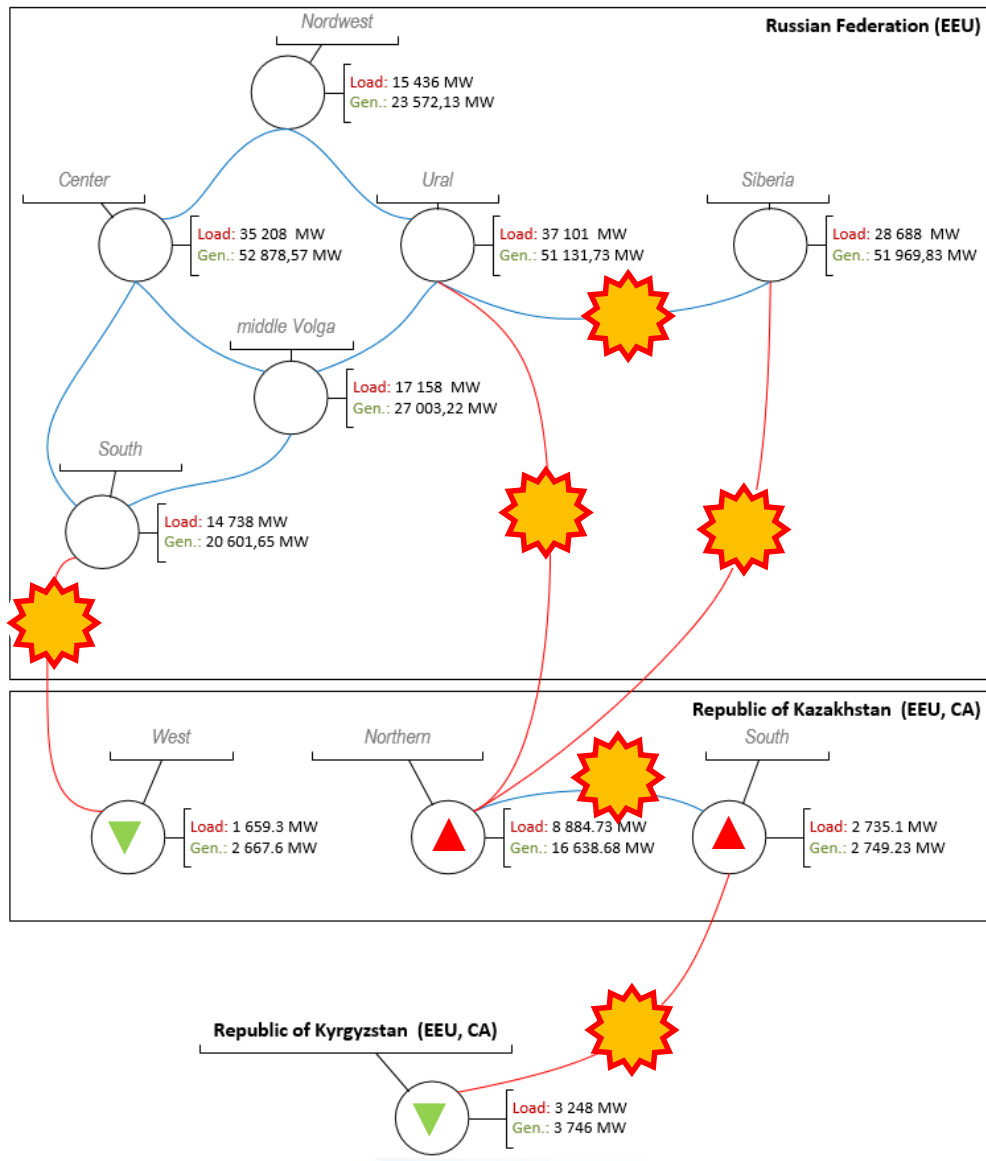 Russian Federation (EEU)
Nordwest
Load: 15 436 MW
Gen.: 23 572,13 MW
Center
Load: 35 208 MW
Gen.: 52 878,57 MW
Ural
Load: 37 101 MW
Gen.: 51 131,73 MW
Siberia
Load: 28 688 MW
Gen.: 51 969,83 MW
middle Volga
Load: 17 158 MW
Gen.: 27 003,22 MW
South
Load: 14 738 MW
Gen.: 20 601,65 MW
Republic of Kazakhstan (EEU, CA)
West
Load: 1 659.3 MW
Gen.: 2 667.6 MW
Northern
Load: 8 884.73 MW
Gen.: 16 638.68 MW
South
Load: 2 735.1 MW
Gen.: 2 749.23 MW
Republic of Kyrgyzstan (EEU, CA)
Load: 3 248 MW
Gen.: 3 746 MW